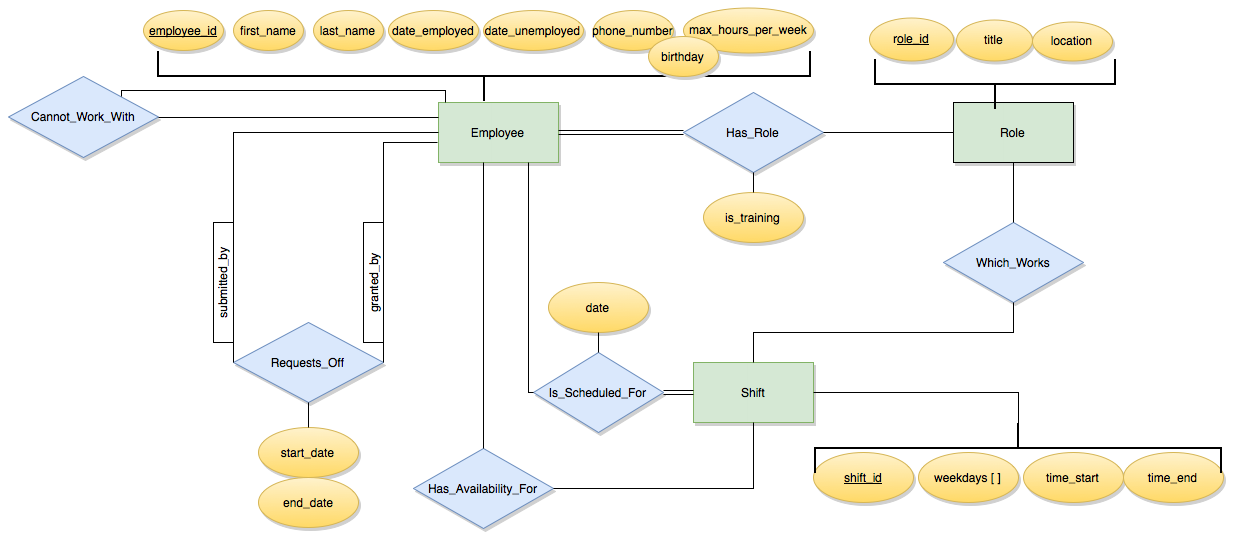 employee_id
first_name
last_name
date_employed
date_unemployed
phone_number
max_hours_per_week
birthday
role_id
title
location
Cannot_Work_With
Employee
Has_Role
Role
is_training
submitted_by
granted_by
Which_Works
date
Requests_Off
Is_Scheduled_For
Shift
start_date
end_date
Has_Availability_For
shift_id
weekdays [ ]
time_start
time_end